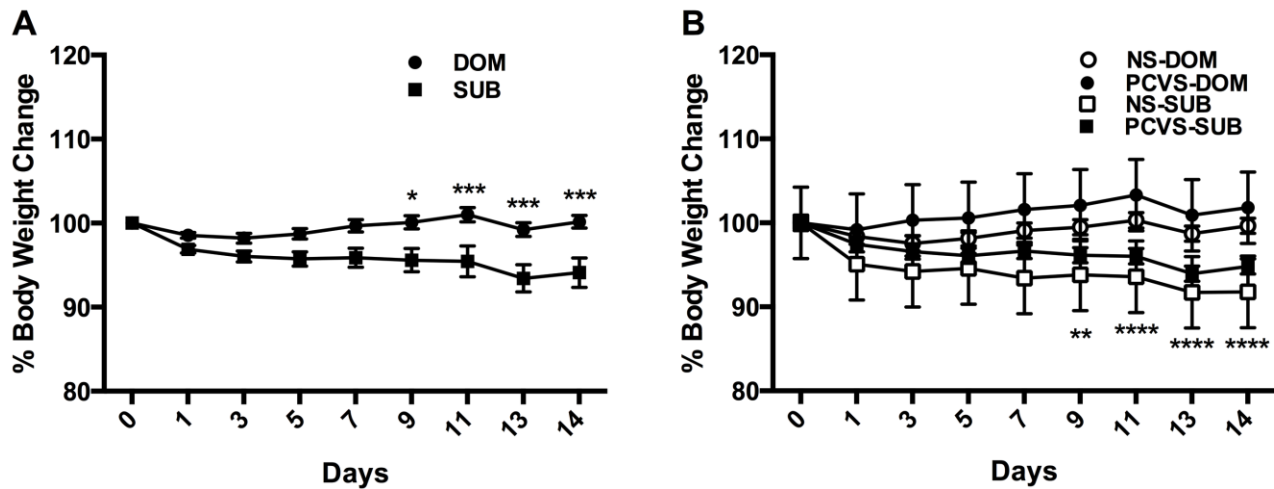 A
% Body Weight Change
120
110
100
90
80
DOM
SUB
* *** *** ***
0 1 3 5 7 9 11 13 14
Days
B
% Body Weight Change
120
110
100
90
80
NS-DOM
PCVS-DOM
NS-SUB
PCVS-SUB
** **** **** ****
0 1 3 5 7 9 11 13 14
Days